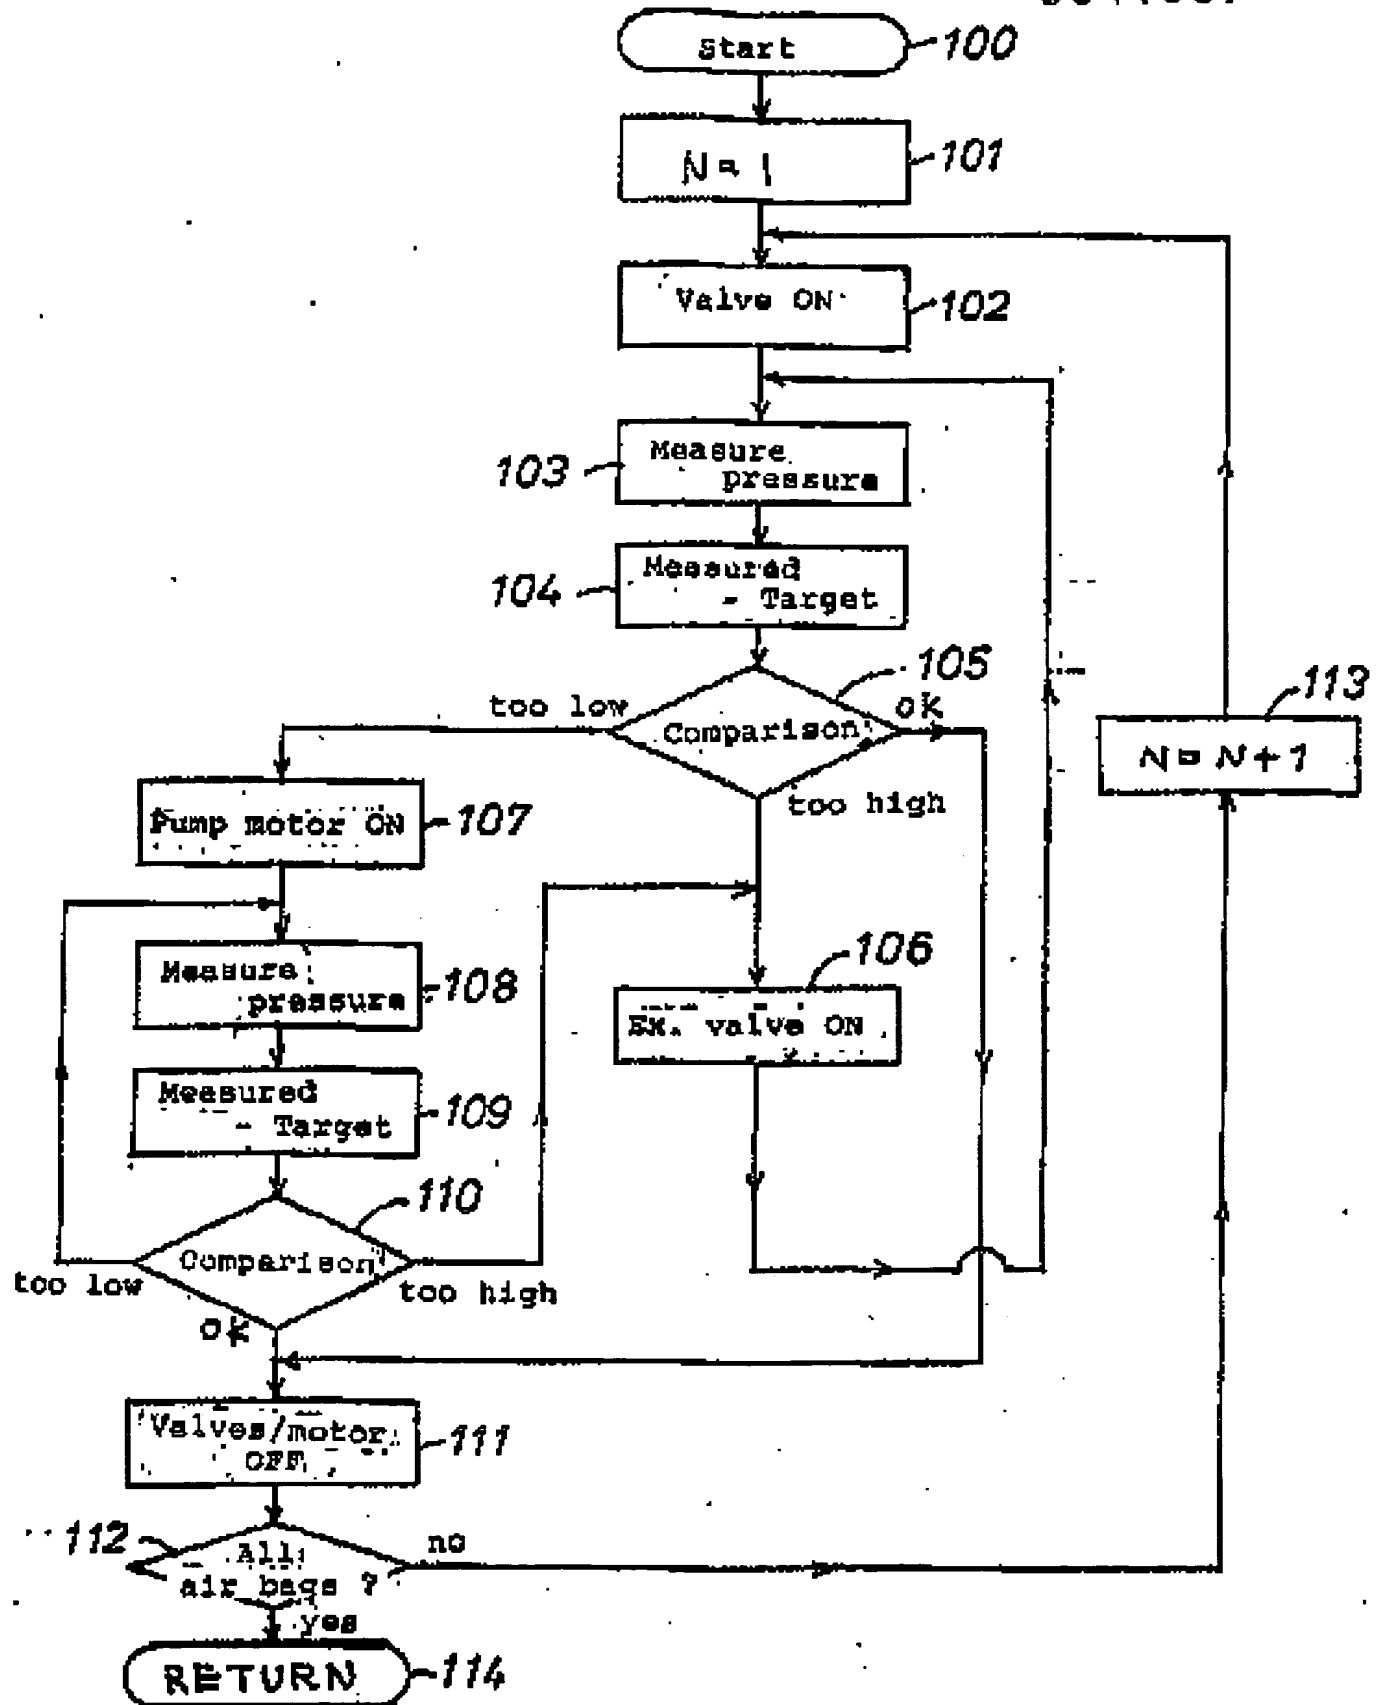 Start
100
N = 1
101
Valve ON
102
Measure
pressure
103
Measured
- Target
104
105
too low
Comparison
ok
too high
113
N = N + 1
Pump motor ON
107
106
Measure
pressure
108
Ex. valve ON
Measured
- Target
109
110
Comparison
too low
too high
ok
Valves/motor
OFF
111
112
All
air bags ?
no
yes
RETURN
114